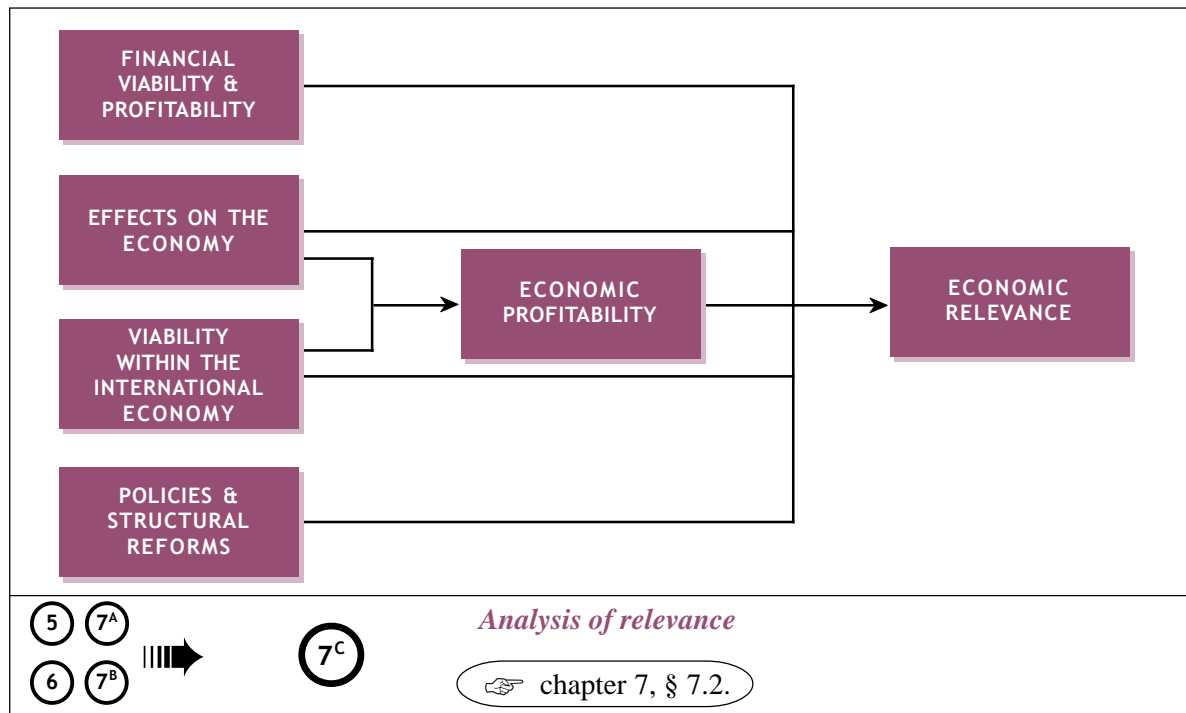 FINANCIAL
VIABILITY &
PROFITABILITY
EFFECTS ON THE
ECONOMY
VIABILITY
WITHIN THE
INTERNATIONAL
ECONOMY
POLICIES &
STRUCTURAL
REFORMS
ECONOMIC
PROFITABILITY
ECONOMIC
RELEVANCE
5 7A
6 7B
7C
Analysis of relevance
☞ chapter 7, § 7.2.